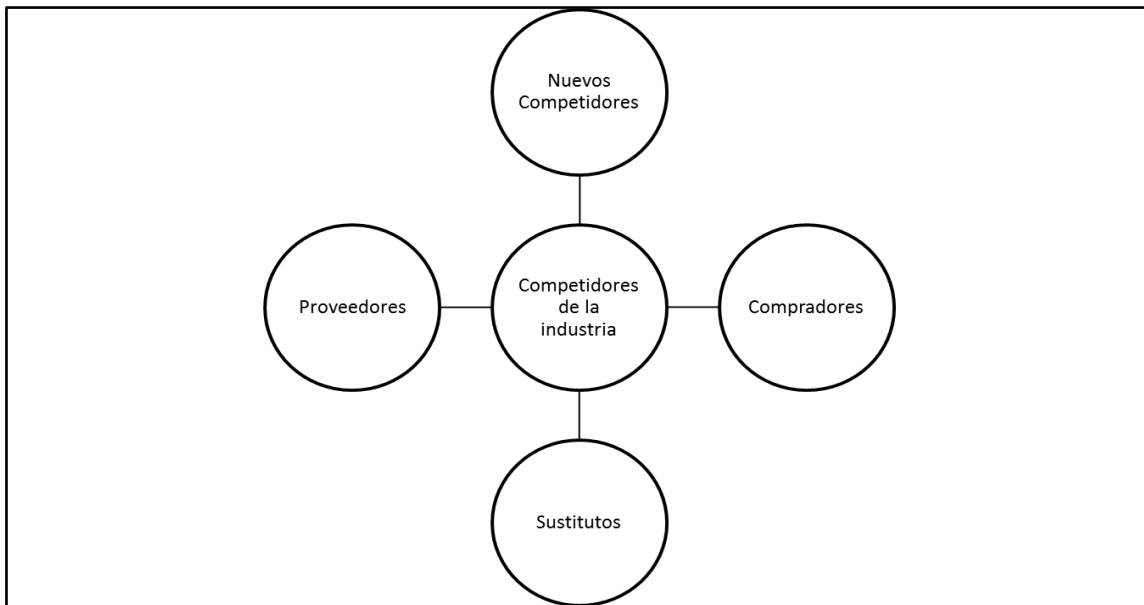 Nuevos
Competidores
Proveedores
Competidores
de la
industria
Compradores
Sustitutos